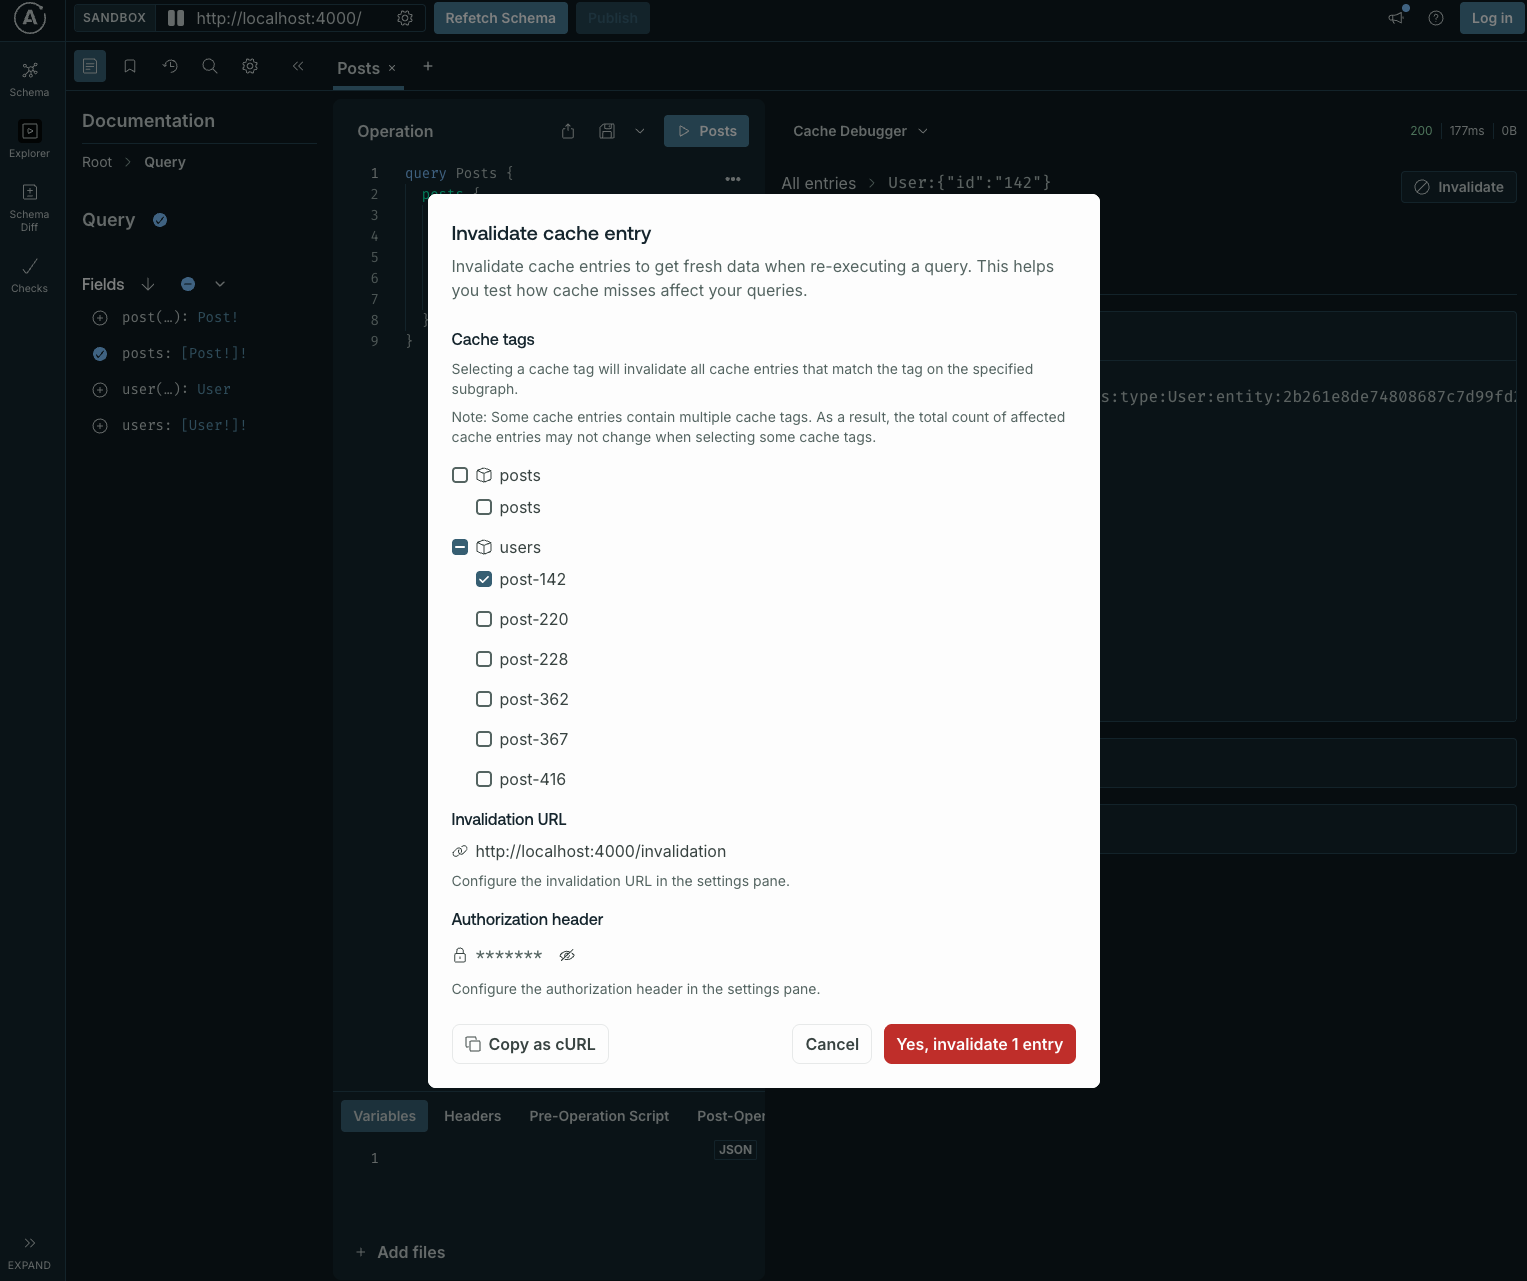 SANDBOX
http://localhost:4000/
Refetch Schema
Publish
Log in
Schema
Explorer
Schema
Diff
Checks
EXPAND
Posts ×
Documentation
Root > Query
Query
Fields
post(…): Post!
posts: [Post!]!
user(…): User
users: [User!]!
Operation
Posts
1 query Posts {
2 posts {
3
4
5
6
7
8 }
9 }
Cache Debugger
200 177ms 0B
All entries > User:{"id":"142"}
Invalidate
s:type:User:entity:2b261e8de74808687c7d99fd2
Invalidate cache entry
Invalidate cache entries to get fresh data when re-executing a query. This helps
you test how cache misses affect your queries.
Cache tags
Selecting a cache tag will invalidate all cache entries that match the tag on the specified
subgraph.
Note: Some cache entries contain multiple cache tags. As a result, the total count of affected
cache entries may not change when selecting some cache tags.
posts
posts
users
post-142
post-220
post-228
post-362
post-367
post-416
Invalidation URL
http://localhost:4000/invalidation
Configure the invalidation URL in the settings pane.
Authorization header
*******
Configure the authorization header in the settings pane.
Copy as cURL
Cancel
Yes, invalidate 1 entry
Variables
Headers
Pre-Operation Script
Post-Oper
JSON
1
+ Add files